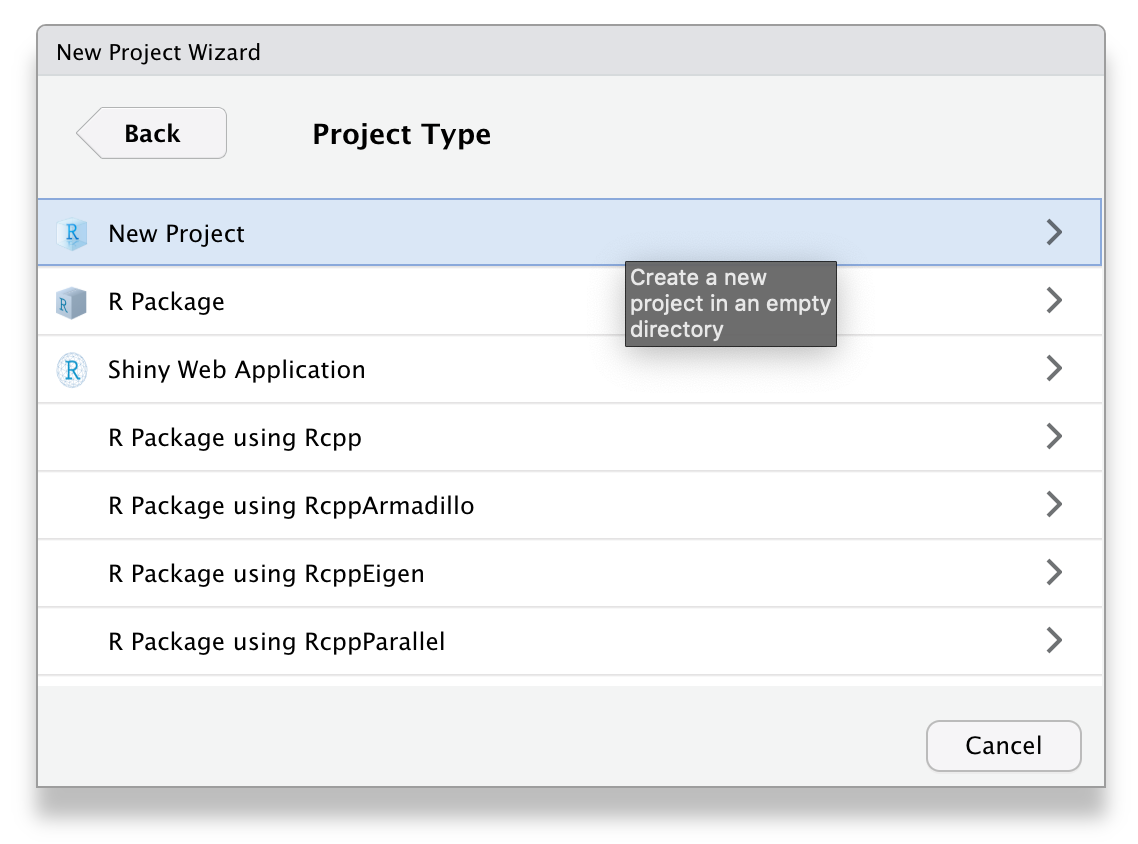 New Project Wizard
Back
Project Type
R New Project
Create a new
project in an empty
directory
R R Package
R Shiny Web Application
R Package using Rcpp
R Package using RcppArmadillo
R Package using RcppEigen
R Package using RcppParallel
Cancel